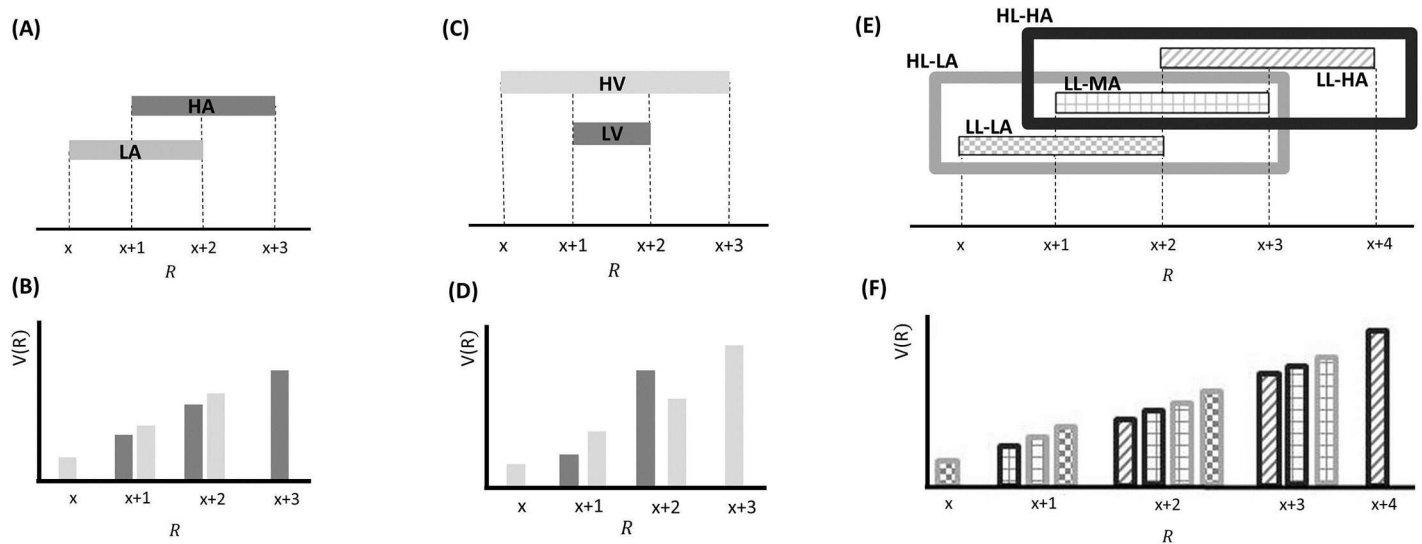 (A)
HA
LA
x x+1 x+2 x+3
R
(B)
V(R)
x x+1 x+2 x+3
R
(C)
HV
LV
x x+1 x+2 x+3
R
(D)
x x+1 x+2 x+3
R
(E)
HL-HA
HL-LA
LL-HA
LL-MA
LL-LA
x x+1 x+2 x+3 x+4
R
(F)
V(R)
x x+1 x+2 x+3 x+4
R